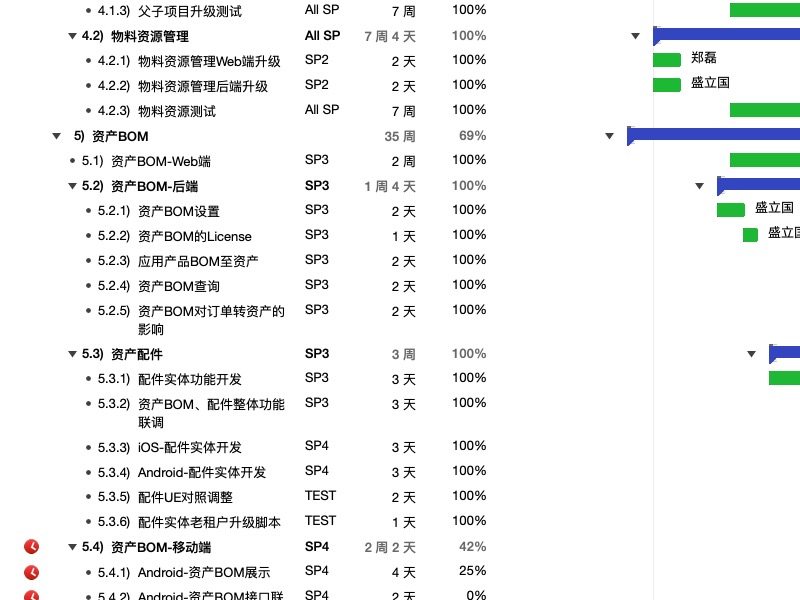 4.1.3) 父子项目升级测试 All SP 7 周 100%
4.2) 物料资源管理 All SP 7 周 4 天 100%
4.2.1) 物料资源管理Web端升级 SP2 2 天 100% 郑磊
4.2.2) 物料资源管理后端升级 SP2 2 天 100% 盛立国
4.2.3) 物料资源测试 All SP 7 周 100%
5) 资产BOM 35 周 69%
5.1) 资产BOM-Web端 SP3 2 周 100%
5.2) 资产BOM-后端 SP3 1 周 4 天 100%
5.2.1) 资产BOM设置 SP3 2 天 100% 盛立国
5.2.2) 资产BOM的License SP3 1 天 100% 盛立国
5.2.3) 应用产品BOM至资产 SP3 2 天 100%
5.2.4) 资产BOM查询 SP3 2 天 100%
5.2.5) 资产BOM对订单转资产的 SP3 2 天 100%
影响
5.3) 资产配件 SP3 3 周 100%
5.3.1) 配件实体功能开发 SP3 3 天 100%
5.3.2) 资产BOM、配件整体功能 SP3 3 天 100%
联调
5.3.3) iOS-配件实体开发 SP4 3 天 100%
5.3.4) Android-配件实体开发 SP4 3 天 100%
5.3.5) 配件UE对照调整 TEST 2 天 100%
5.3.6) 配件实体老租户升级脚本 TEST 1 天 100%
5.4) 资产BOM-移动端 SP4 2 周 2 天 42%
5.4.1) Android-资产BOM展示 SP4 4 天 25%
5.4.2) Android-资产BOM接口联 SP4 2 天 0%